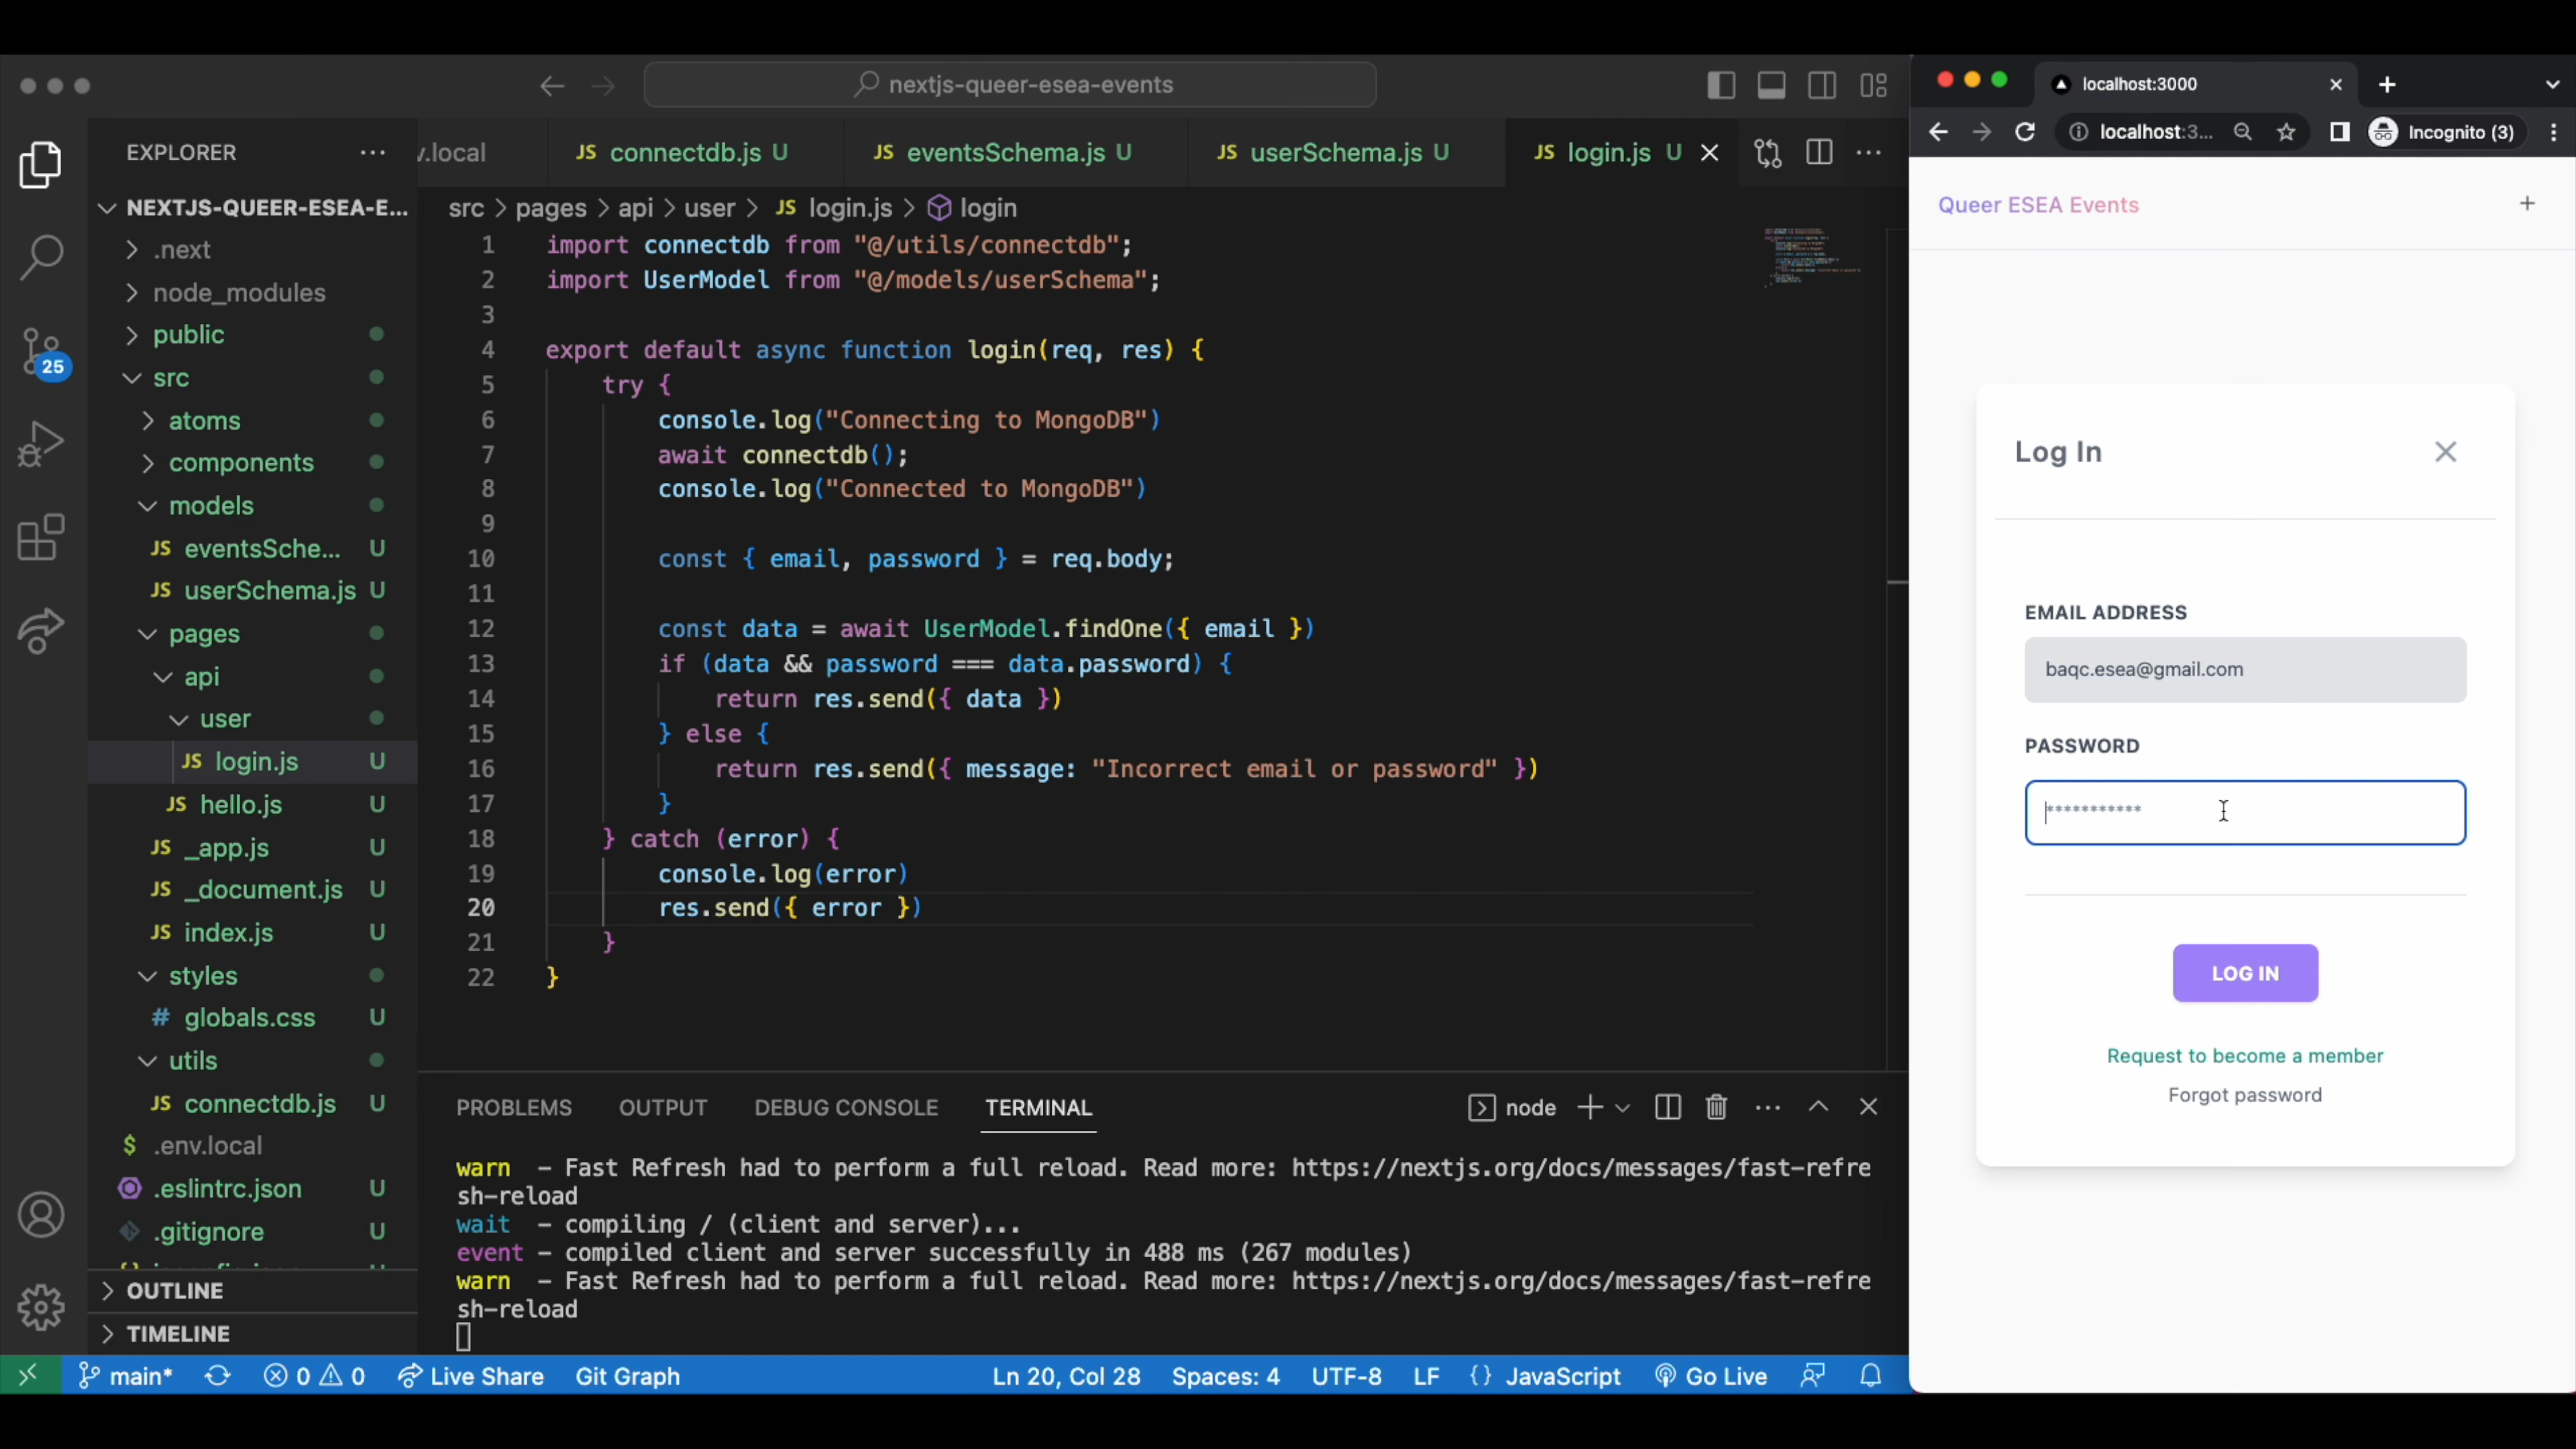 nextjs-queer-esea-events
EXPLORER
NEXTJS-QUEER-ESEA-E...
.next
node_modules
public
src
atoms
components
models
JS eventsSche... U
JS userSchema.js U
pages
api
user
JS login.js U
JS hello.js U
JS _app.js U
JS _document.js U
JS index.js U
styles
# globals.css U
utils
JS connectdb.js U
$ .env.local
.eslintrc.json U
.gitignore U
OUTLINE
TIMELINE
25
.local JS connectdb.js U JS eventsSchema.js U JS userSchema.js U JS login.js U
src > pages > api > user > JS login.js > login
1 import connectdb from "@/utils/connectdb";
2 import UserModel from "@/models/userSchema";
3
4 export default async function login(req, res) {
5 try {
6 console.log("Connecting to MongoDB")
7 await connectdb();
8 console.log("Connected to MongoDB")
9
10 const { email, password } = req.body;
11
12 const data = await UserModel.findOne({ email })
13 if (data && password === data.password) {
14 return res.send({ data })
15 } else {
16 return res.send({ message: "Incorrect email or password" })
17 }
18 } catch (error) {
19 console.log(error)
20 res.send({ error })
21 }
22 }
PROBLEMS OUTPUT DEBUG CONSOLE TERMINAL node
warn - Fast Refresh had to perform a full reload. Read more: https://nextjs.org/docs/messages/fast-refre
sh-reload
wait - compiling / (client and server)...
event - compiled client and server successfully in 488 ms (267 modules)
warn - Fast Refresh had to perform a full reload. Read more: https://nextjs.org/docs/messages/fast-refre
sh-reload
main* 0 0 Live Share Git Graph Ln 20, Col 28 Spaces: 4 UTF-8 LF {} JavaScript Go Live
localhost:3000
localhost:3... Incognito (3)
Queer ESEA Events +
Log In
EMAIL ADDRESS
baqc.esea@gmail.com
PASSWORD
***********
LOG IN
Request to become a member
Forgot password